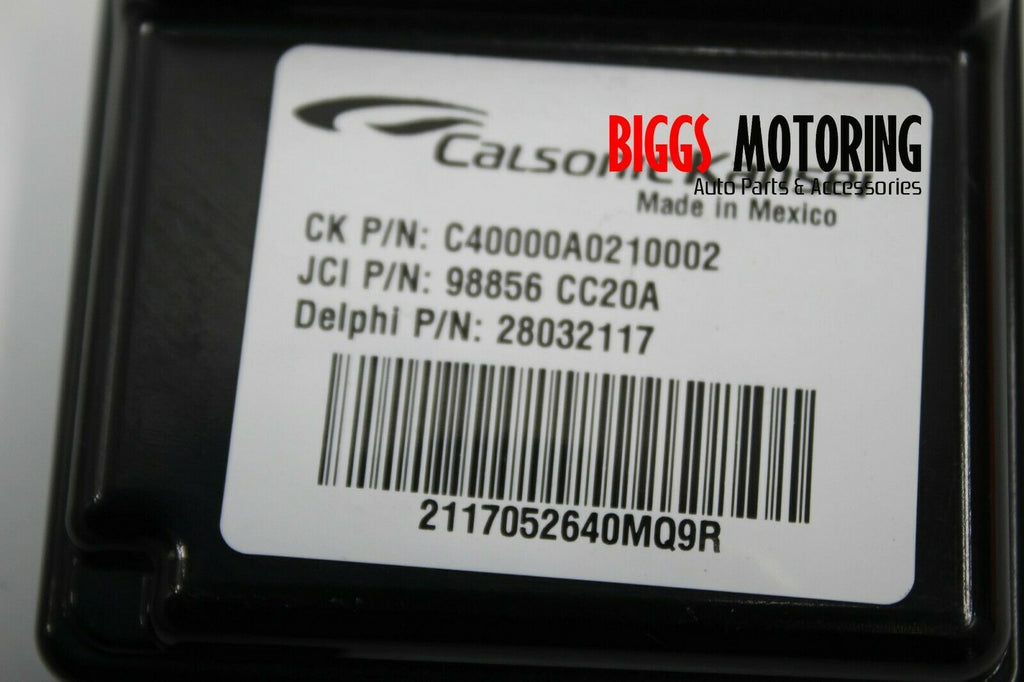 Calsonic Kansei
BIGGS MOTORING
Auto Parts & Accessories
Made in Mexico
CK P/N: C40000A0210002
JCI P/N: 98856 CC20A
Delphi P/N: 28032117
2117052640MQ9R